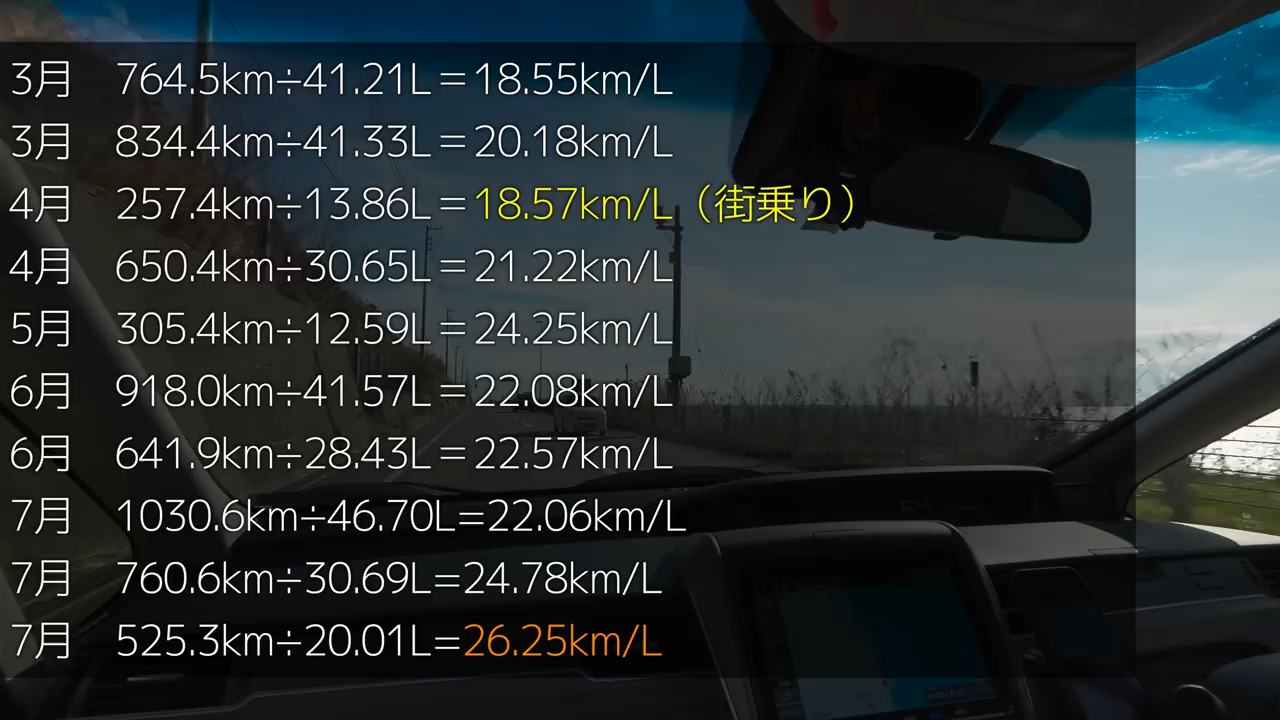 3月 764.5km÷41.21L＝18.55km/L
3月 834.4km÷41.33L＝20.18km/L
4月 257.4km÷13.86L＝18.57km/L（街乗り）
4月 650.4km÷30.65L＝21.22km/L
5月 305.4km÷12.59L＝24.25km/L
6月 918.0km÷41.57L＝22.08km/L
6月 641.9km÷28.43L＝22.57km/L
7月 1030.6km÷46.70L=22.06km/L
7月 760.6km÷30.69L=24.78km/L
7月 525.3km÷20.01L=26.25km/L